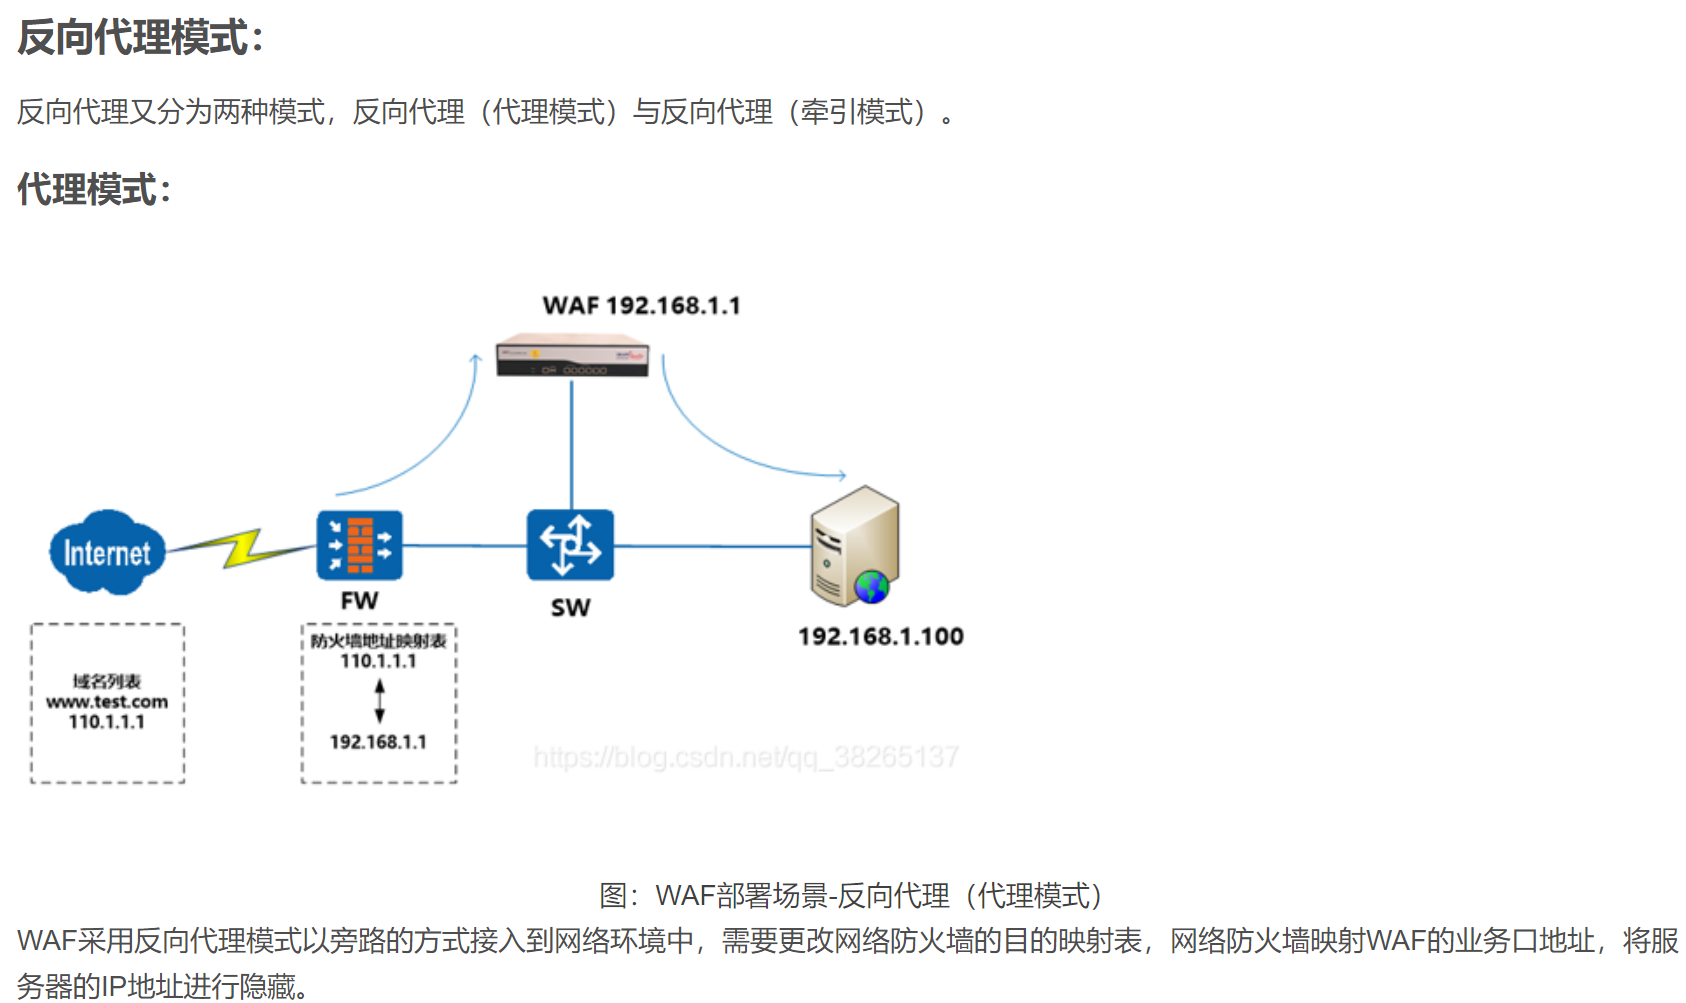 反向代理模式：
反向代理又分为两种模式，反向代理（代理模式）与反向代理（牵引模式）。
代理模式：
WAF 192.168.1.1
Internet
FW
SW
192.168.1.100
域名列表
www.test.com
110.1.1.1
防火墙地址映射表
110.1.1.1
192.168.1.1
https://blog.csdn.net/qq_38265137
图：WAF部署场景-反向代理（代理模式）
WAF采用反向代理模式以旁路的方式接入到网络环境中，需要更改网络防火墙的目的映射表，网络防火墙映射WAF的业务口地址，将服
务器的IP地址进行隐藏。